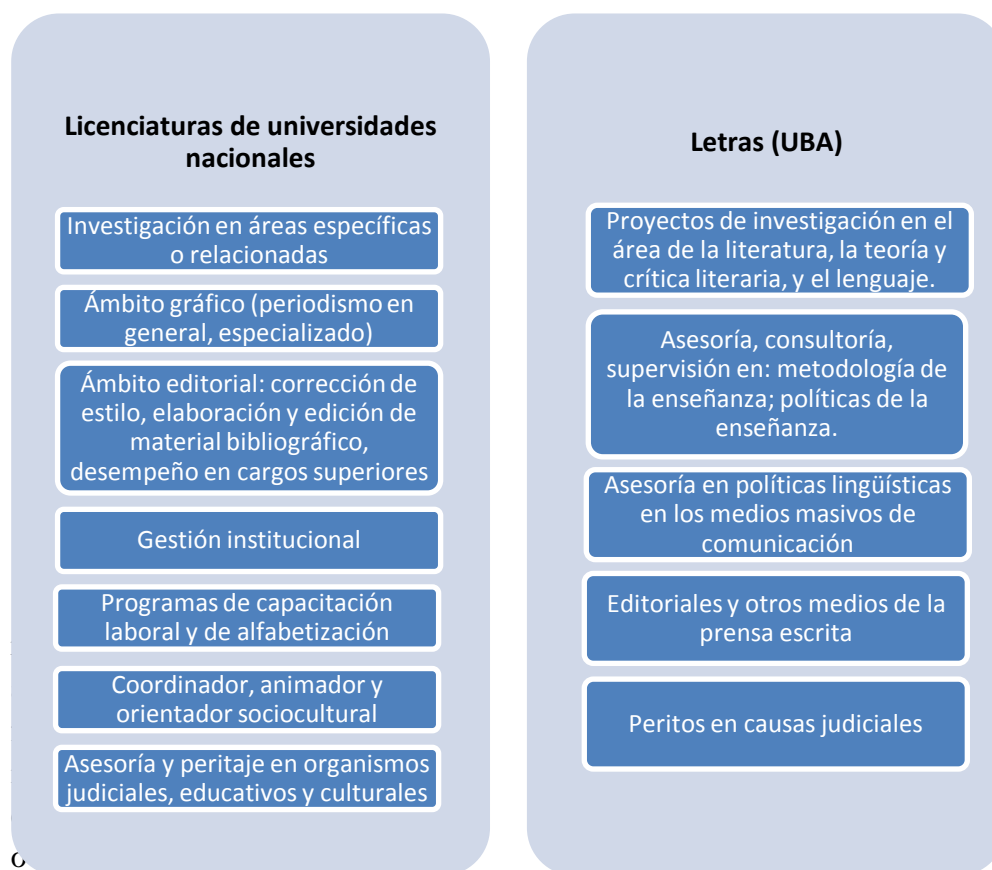 Licenciaturas de universidades
nacionales
Investigación en áreas específicas
o relacionadas
Ámbito gráfico (periodismo en
general, especializado)
Ámbito editorial: corrección de
estilo, elaboración y edición de
material bibliográfico,
desempeño en cargos superiores
Gestión institucional
Programas de capacitación
laboral y de alfabetización
Coordinador, animador y
orientador sociocultural
Asesoría y peritaje en organismos
judiciales, educativos y culturales
Letras (UBA)
Proyectos de investigación en el
área de la literatura, la teoría y
crítica literaria, y el lenguaje.
Asesoría, consultoría,
supervisión en: metodología de
la enseñanza; políticas de la
enseñanza.
Asesoría en políticas lingüísticas
en los medios masivos de
comunicación
Editoriales y otros medios de la
prensa escrita
Peritos en causas judiciales